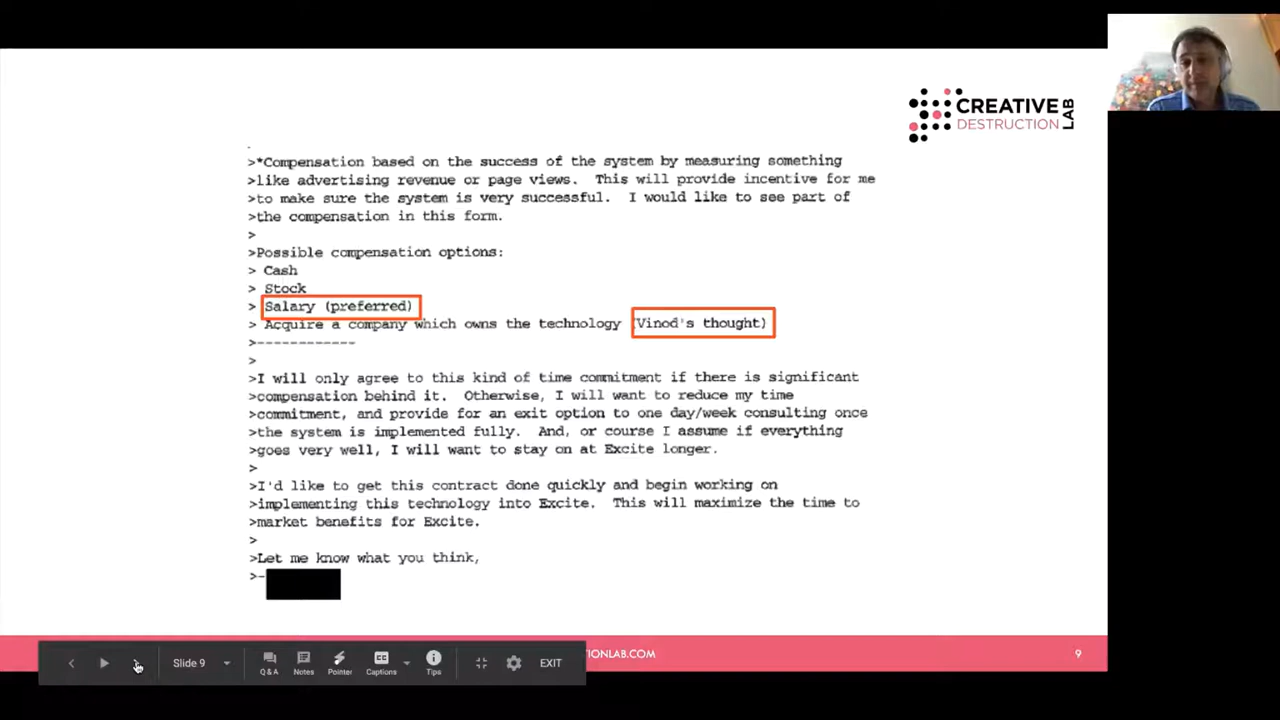 CREATIVE
DESTRUCTION
LAB
>*Compensation based on the success of the system by measuring something
>like advertising revenue or page views.  This will provide incentive for me
>to make sure the system is very successful.  I would like to see part of
>the compensation in this form.
>
>Possible compensation options:
> Cash
> Stock
> Salary (preferred)
> Acquire a company which owns the technology (Vinod's thought)
>------------
>
>I will only agree to this kind of time commitment if there is significant
>compensation behind it.  Otherwise, I will want to reduce my time
>commitment, and provide for an exit option to one day/week consulting once
>the system is implemented fully.  And, or course I assume if everything
>goes very well, I will want to stay on at Excite longer.
>
>I'd like to get this contract done quickly and begin working on
>implementing this technology into Excite.  This will maximize the time to
>market benefits for Excite.
>
>Let me know what you think,
>-
IONLAB.COM
9
Slide 9
Q&A
Notes
Pointer
CC
Captions
Tips
EXIT